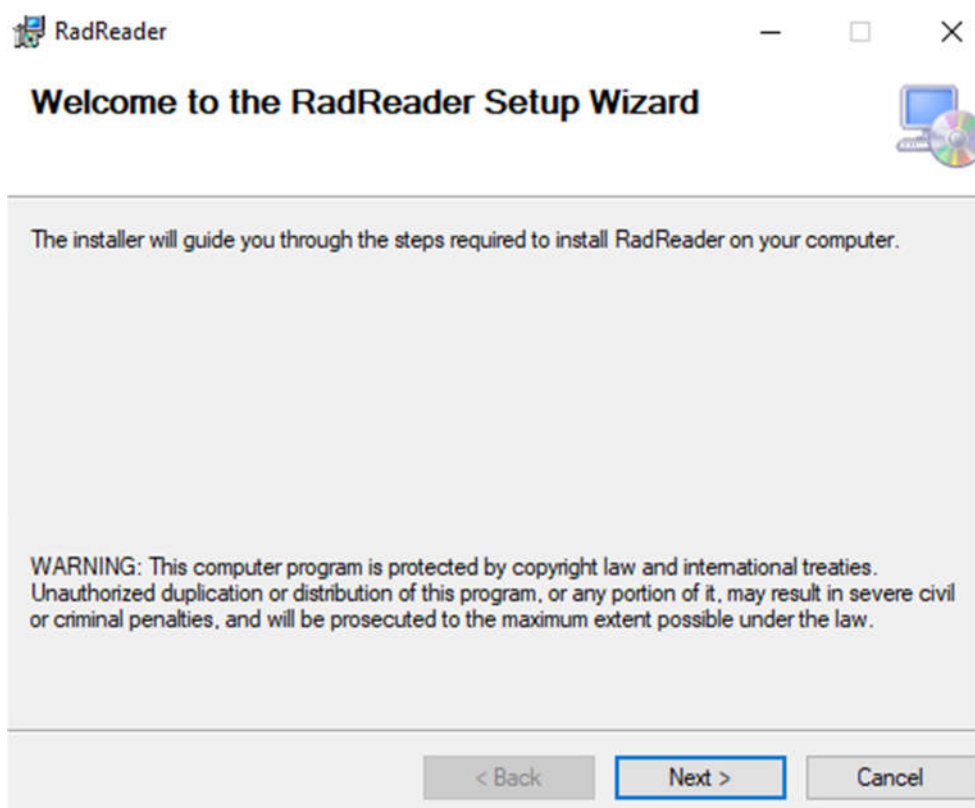 RadReader
Welcome to the RadReader Setup Wizard
The installer will guide you through the steps required to install RadReader on your computer.
WARNING: This computer program is protected by copyright law and international treaties.
Unauthorized duplication or distribution of this program, or any portion of it, may result in severe civil
or criminal penalties, and will be prosecuted to the maximum extent possible under the law.
< Back Next > Cancel